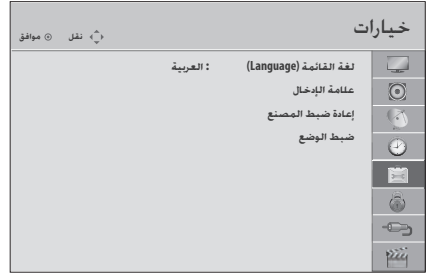 خيارات
نقل موافق
لغة القائمة (Language) : العربية
علامة الإدخال
إعادة ضبط المصنع
ضبط الوضع